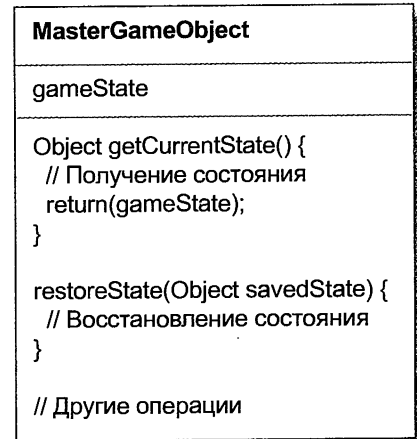 MasterGameObject
gameState
Object getCurrentState() {
// Получение состояния
return(gameState);
}
restoreState(Object savedState) {
// Восстановление состояния
}
// Другие операции